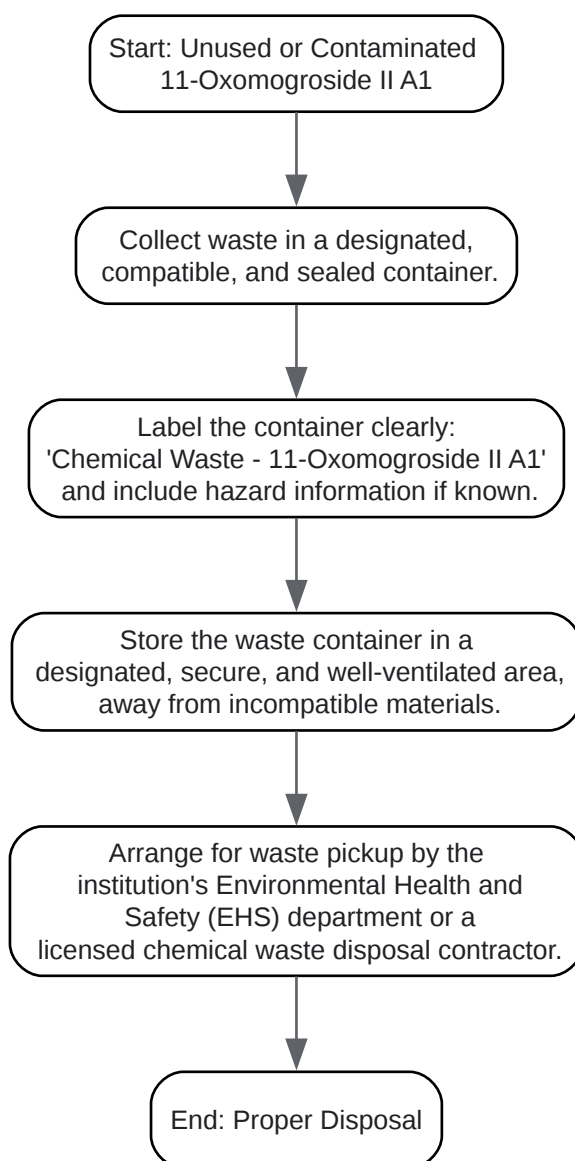 Start: Unused or Contaminated
11-Oxomogroside II A1
Collect waste in a designated,
compatible, and sealed container.
Label the container clearly:
'Chemical Waste - 11-Oxomogroside II A1'
and include hazard information if known.
Store the waste container in a
designated, secure, and well-ventilated area,
away from incompatible materials.
Arrange for waste pickup by the
institution's Environmental Health and
Safety (EHS) department or a
licensed chemical waste disposal contractor.
End: Proper Disposal